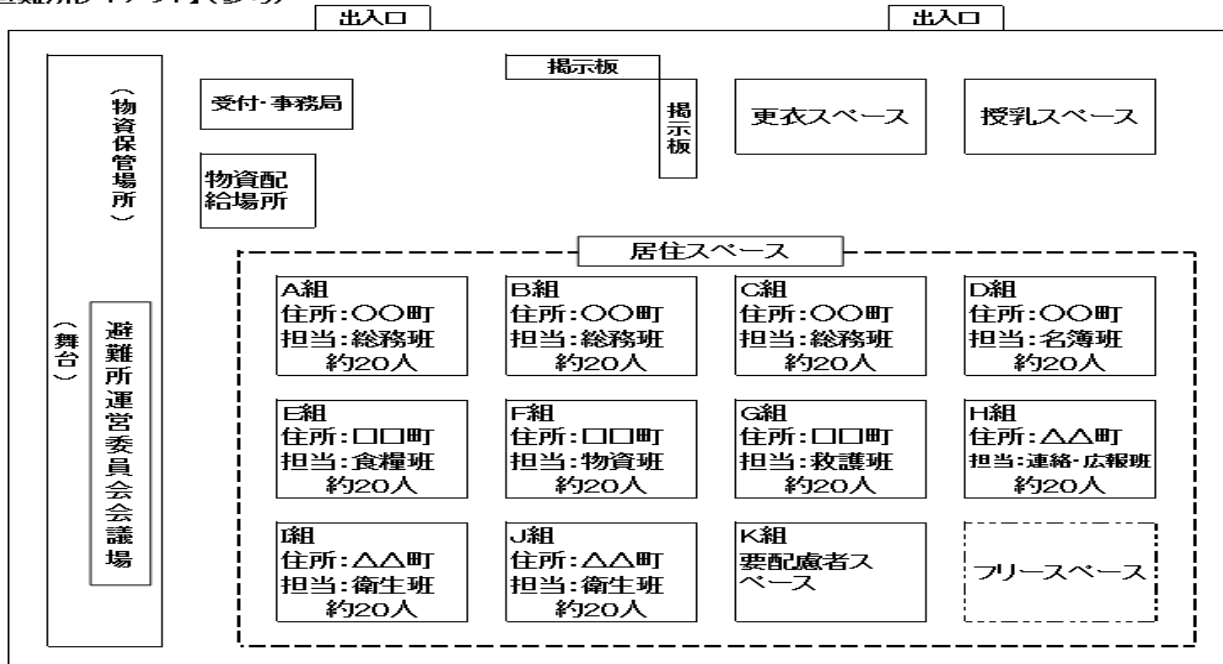 避難所レイアウト】（参考）
出入口
出入口
（物資保管場所）
受付・事務局
掲示板
掲示板
更衣スペース
授乳スペース
物資配
給場所
居住スペース
（舞台）
避難所運営委員会会議場
A組
住所：〇〇町
担当：総務班
約20人
B組
住所：〇〇町
担当：総務班
約20人
C組
住所：〇〇町
担当：総務班
約20人
D組
住所：〇〇町
担当：名簿班
約20人
E組
住所：□□町
担当：食糧班
約20人
F組
住所：□□町
担当：物資班
約20人
G組
住所：□□町
担当：救護班
約20人
H組
住所：△△町
担当：連絡・広報班
約20人
I組
住所：△△町
担当：衛生班
約20人
J組
住所：△△町
担当：衛生班
約20人
K組
要配慮者ス
ペース
フリースペース